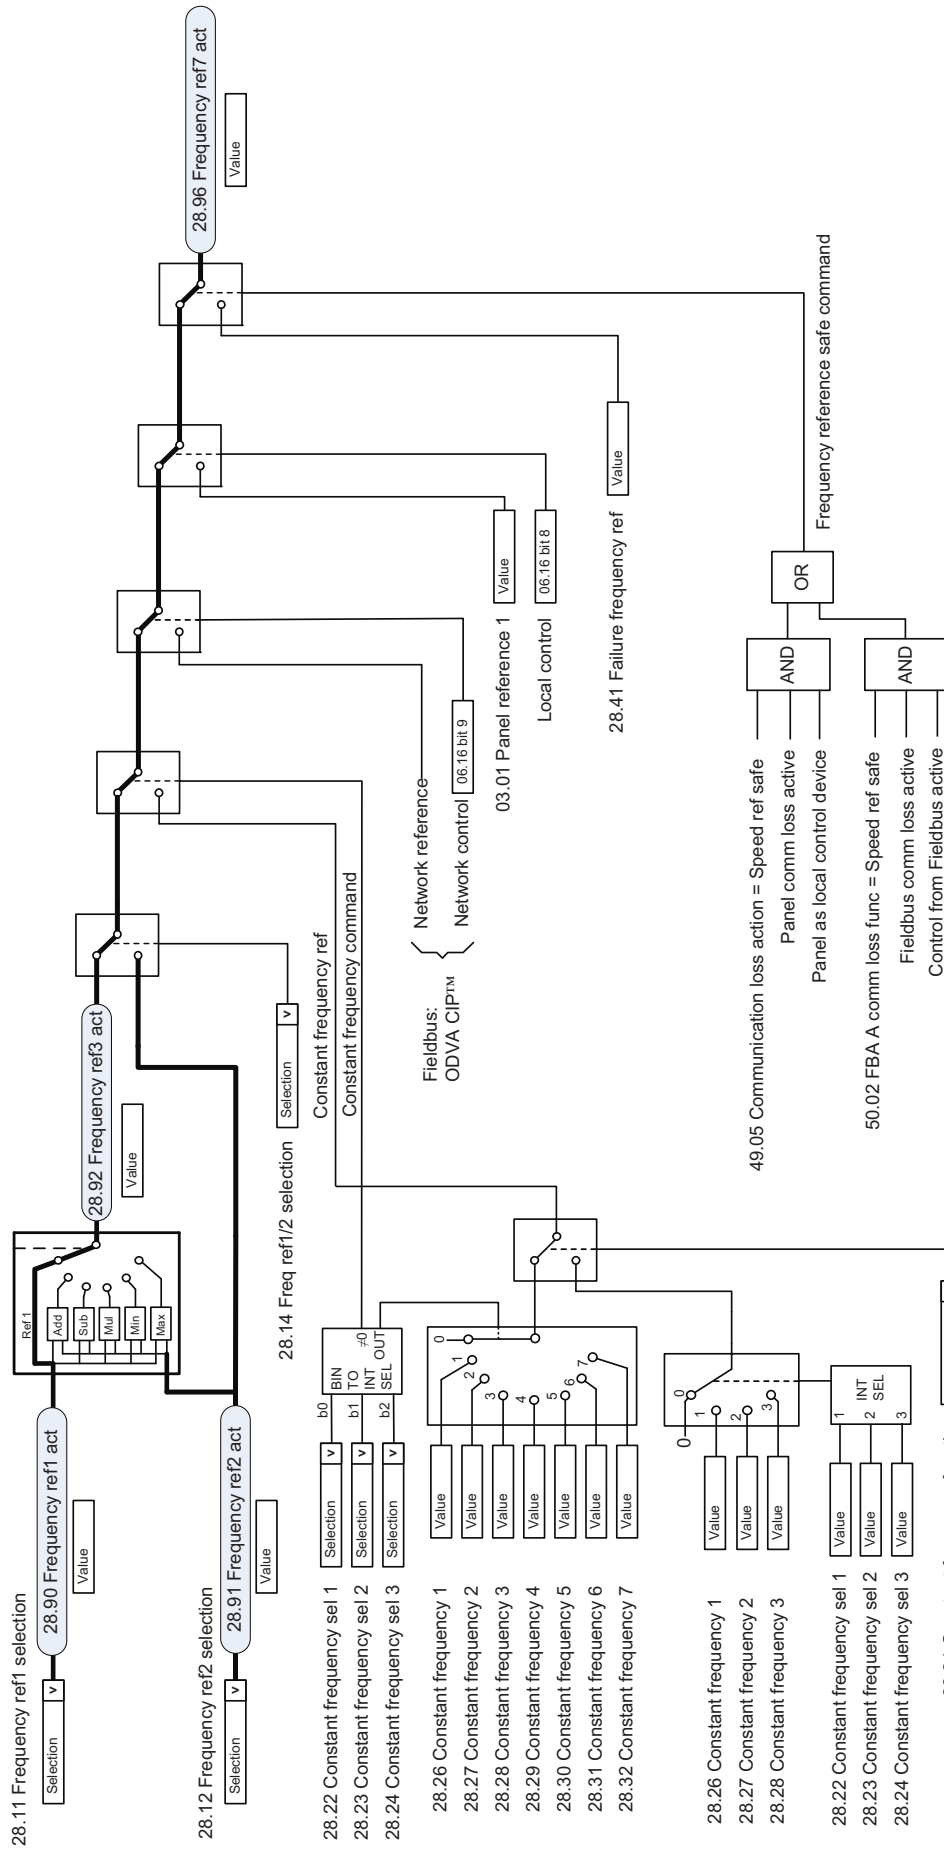 28.11 Frequency ref1 selection
Selection
v
28.90 Frequency ref1 act
Value
Ref 1
Add
Sub
Mul
Min
Max
28.92 Frequency ref3 act
Value
28.96 Frequency ref7 act
Value
28.12 Frequency ref2 selection
Selection
v
28.91 Frequency ref2 act
Value
28.14 Freq ref1/2 selection
Selection
v
28.22 Constant frequency sel 1
Selection
v
b0
28.23 Constant frequency sel 2
Selection
v
b1
28.24 Constant frequency sel 3
Selection
v
b2
BIN
TO
INT
SEL
≠0
OUT
Constant frequency ref
Constant frequency command
28.26 Constant frequency 1
Value
28.27 Constant frequency 2
Value
28.28 Constant frequency 3
Value
28.29 Constant frequency 4
Value
28.30 Constant frequency 5
Value
28.31 Constant frequency 6
Value
28.32 Constant frequency 7
Value
0
1
2
3
4
5
6
7
Fieldbus:
ODVA CIP™
Network reference
Network control
06.16 bit 9
03.01 Panel reference 1
Value
Local control
06.16 bit 8
28.41 Failure frequency ref
Value
28.26 Constant frequency 1
Value
28.27 Constant frequency 2
Value
28.28 Constant frequency 3
Value
0
0
1
2
3
28.22 Constant frequency sel 1
Value
28.23 Constant frequency sel 2
Value
28.24 Constant frequency sel 3
Value
1
2
3
INT
SEL
49.05 Communication loss action = Speed ref safe
Panel comm loss active
Panel as local control device
AND
50.02 FBA A comm loss func = Speed ref safe
Fieldbus comm loss active
Control from Fieldbus active
AND
OR
Frequency reference safe command